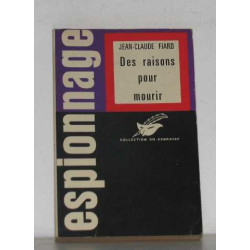 espionnage
JEAN-CLAUDE FIARD
Des raisons
pour
mourir
COLLECTION DU MASQUE